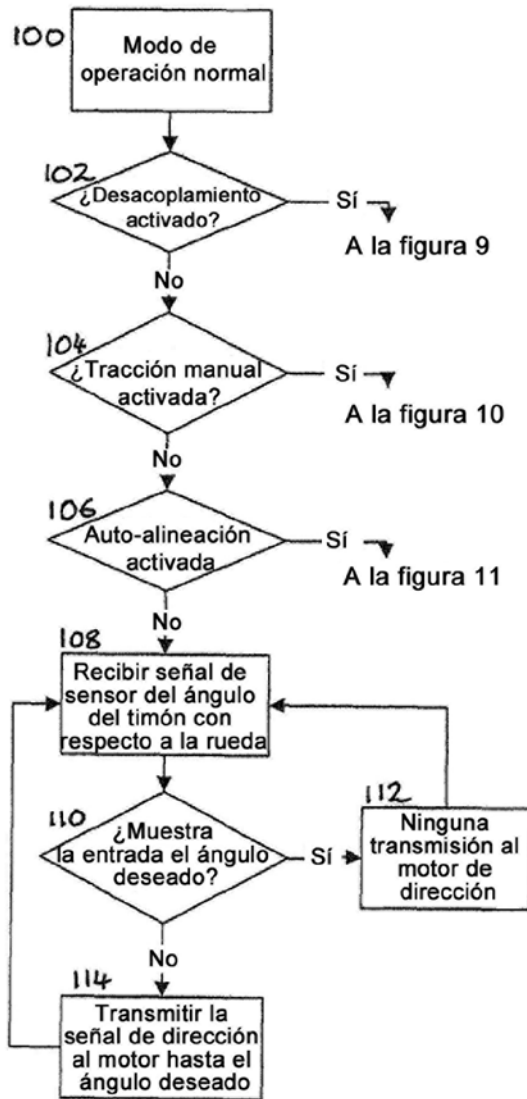 100
Modo de
operación normal
102
¿Desacoplamiento
activado?
Sí
A la figura 9
No
104
¿Tracción manual
activada?
Sí
A la figura 10
No
106
Auto-alineación
activada
Sí
A la figura 11
No
108
Recibir señal de
sensor del ángulo
del timón con
respecto a la rueda
110
¿Muestra
la entrada el ángulo
deseado?
Sí
112
Ninguna
transmisión al
motor de
dirección
No
114
Transmitir la
señal de dirección
al motor hasta el
ángulo deseado